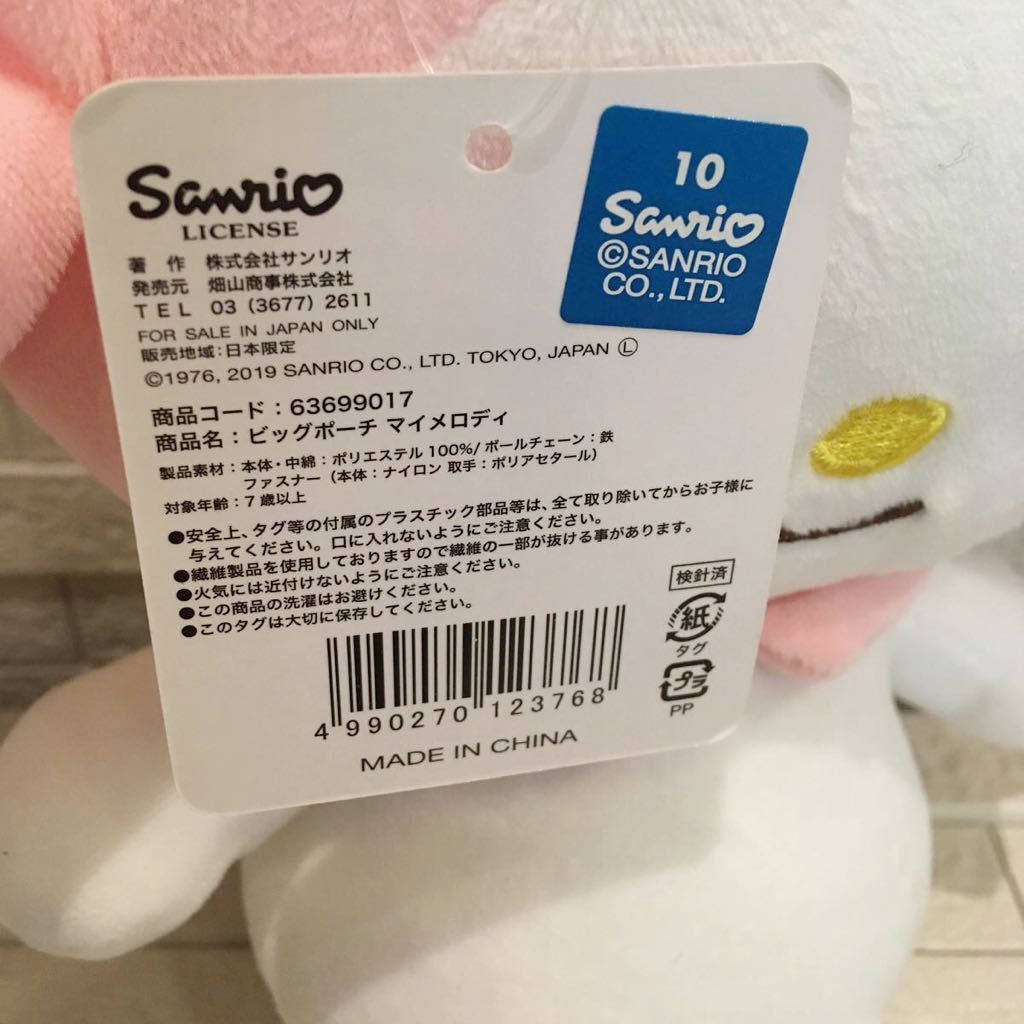 Sanrio
LICENSE
著 作 株式会社サンリオ
発売元 畑山商事株式会社
TEL 03 (3677) 2611
FOR SALE IN JAPAN ONLY
販売地域:日本限定
©1976, 2019 SANRIO CO., LTD. TOKYO, JAPAN Ⓛ
10
Sanrio
©SANRIO
CO., LTD.
商品コード:63699017
商品名:ビッグポーチ マイメロディ
製品素材:本体・中綿:ポリエステル100%/ボールチェーン:鉄
ファスナー(本体:ナイロン 取手:ポリアセタール)
対象年齢:7歳以上
●安全上、タグ等の付属のプラスチック部品等は、全て取り除いてからお子様に
与えてください。口に入れないようにご注意ください。
●繊維製品を使用しておりますので繊維の一部が抜ける事があります。
●火気には近付けないようにご注意ください。
●この商品の洗濯はお避けください。
●このタグは大切に保存してください。
検針済
紙
タグ
プラ
PP
4 990270 123768
MADE IN CHINA